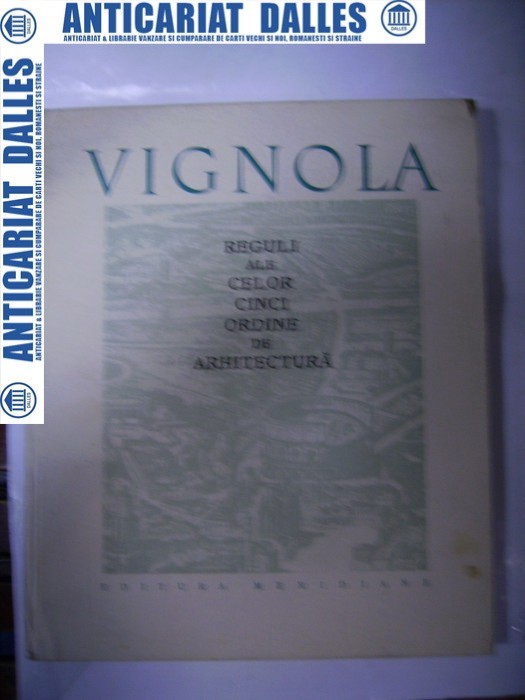 ANTICARIAT DALLES
ANTICARIAT & LIBRARIE VANZARE SI CUMPARARE DE CARTI VECHI SI NOI, ROMANESTI SI STRAINE
DALLES
ANTICARIAT DALLES
ANTICARIAT & LIBRARIE VANZARE SI CUMPARARE DE CARTI VECHI SI NOI, ROMANESTI SI STRAINE
DALLES
VIGNOLA
REGULI
ALE
CELOR
CINCI
ORDINE
DE
ARHITECTURĂ
EDITURA MERIDIANE